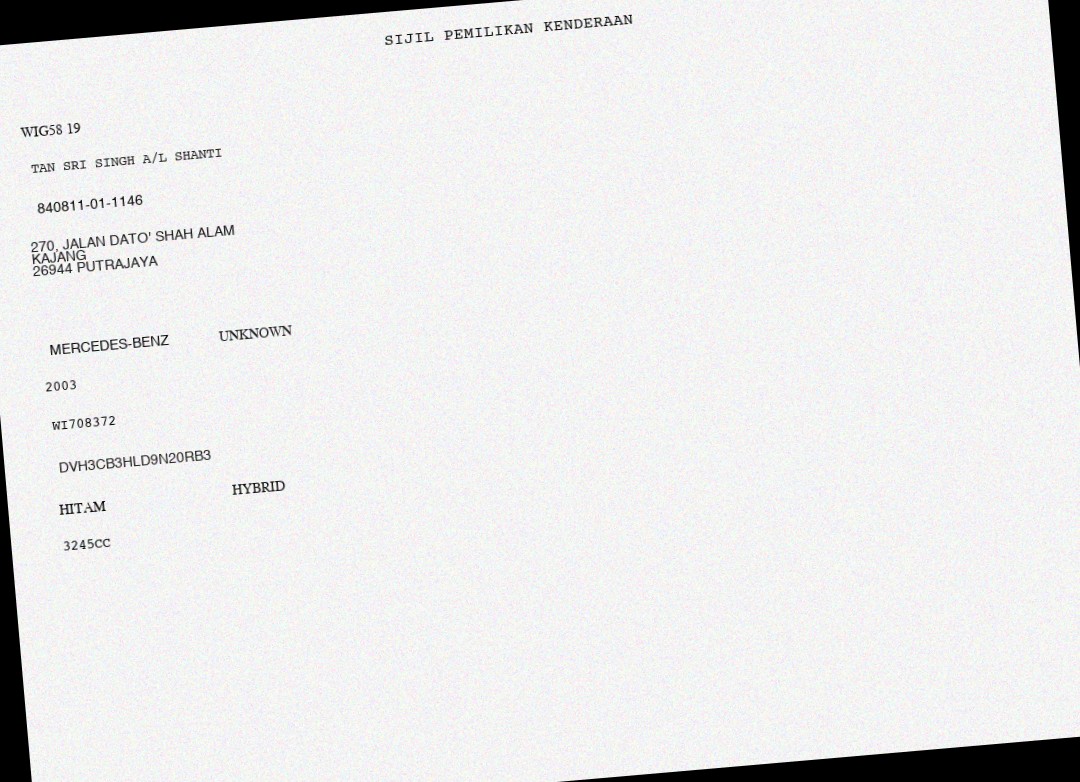 SIJIL PEMILIKAN KENDERAAN
WIG58 19
TAN SRI SINGH A/L SHANTI
840811-01-1146
270, JALAN DATO' SHAH ALAM
KAJANG
26944 PUTRAJAYA
MERCEDES-BENZ UNKNOWN
2003
WI708372
DVH3CB3HLD9N20RB3
HITAM HYBRID
3245CC